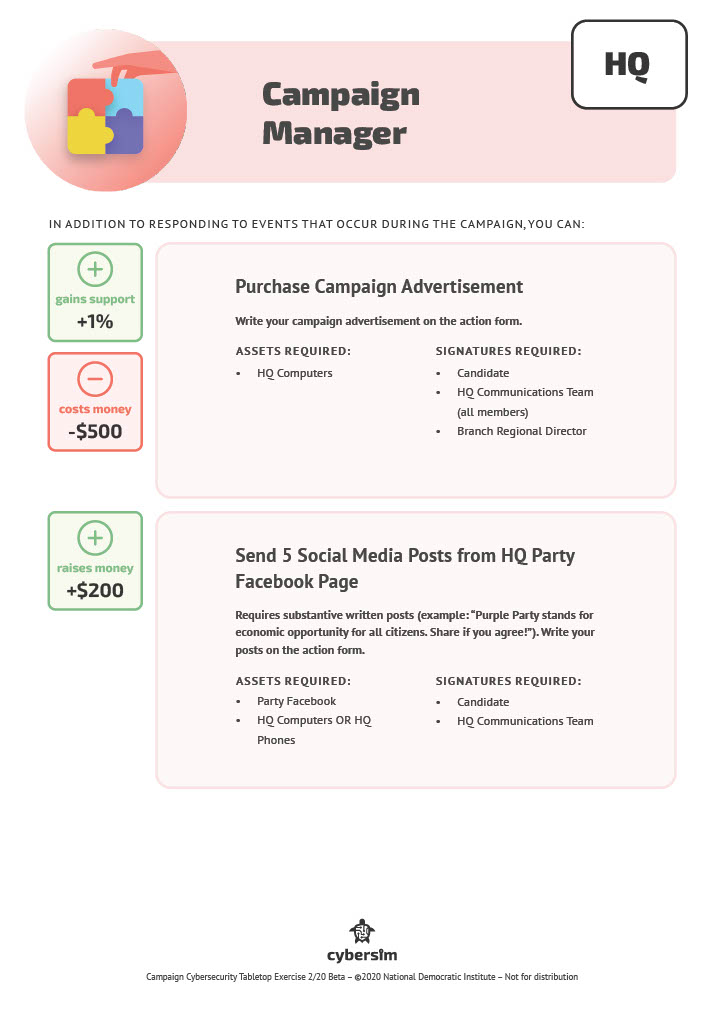 HQ
Campaign
Manager
IN ADDITION TO RESPONDING TO EVENTS THAT OCCUR DURING THE CAMPAIGN, YOU CAN:
gains support
+1%
costs money
-$500
Purchase Campaign Advertisement
Write your campaign advertisement on the action form.
ASSETS REQUIRED:
• HQ Computers
SIGNATURES REQUIRED:
• Candidate
• HQ Communications Team
(all members)
• Branch Regional Director
raises money
+$200
Send 5 Social Media Posts from HQ Party
Facebook Page
Requires substantive written posts (example: “Purple Party stands for
economic opportunity for all citizens. Share if you agree!”). Write your
posts on the action form.
ASSETS REQUIRED:
• Party Facebook
• HQ Computers OR HQ
Phones
SIGNATURES REQUIRED:
• Candidate
• HQ Communications Team
cybersim
Campaign Cybersecurity Tabletop Exercise 2/20 Beta – ©2020 National Democratic Institute – Not for distribution